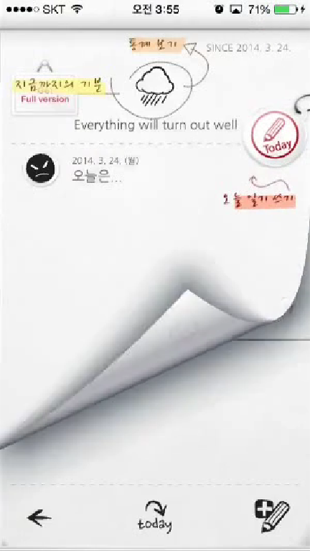 SKT 오전 3:55 71%
통계 보기
SINCE 2014. 3. 24.
지금까지의 기분
Full version
Everything will turn out well
Today
2014. 3. 24. (월)
오늘은...
오늘 일기 쓰기
today